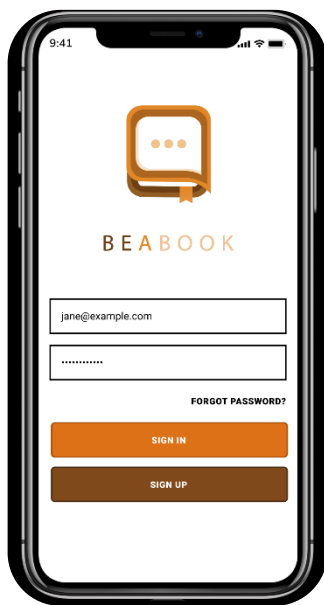 9:41
BEABOOK
jane@example.com
••••••••••••
FORGOT PASSWORD?
SIGN IN
SIGN UP